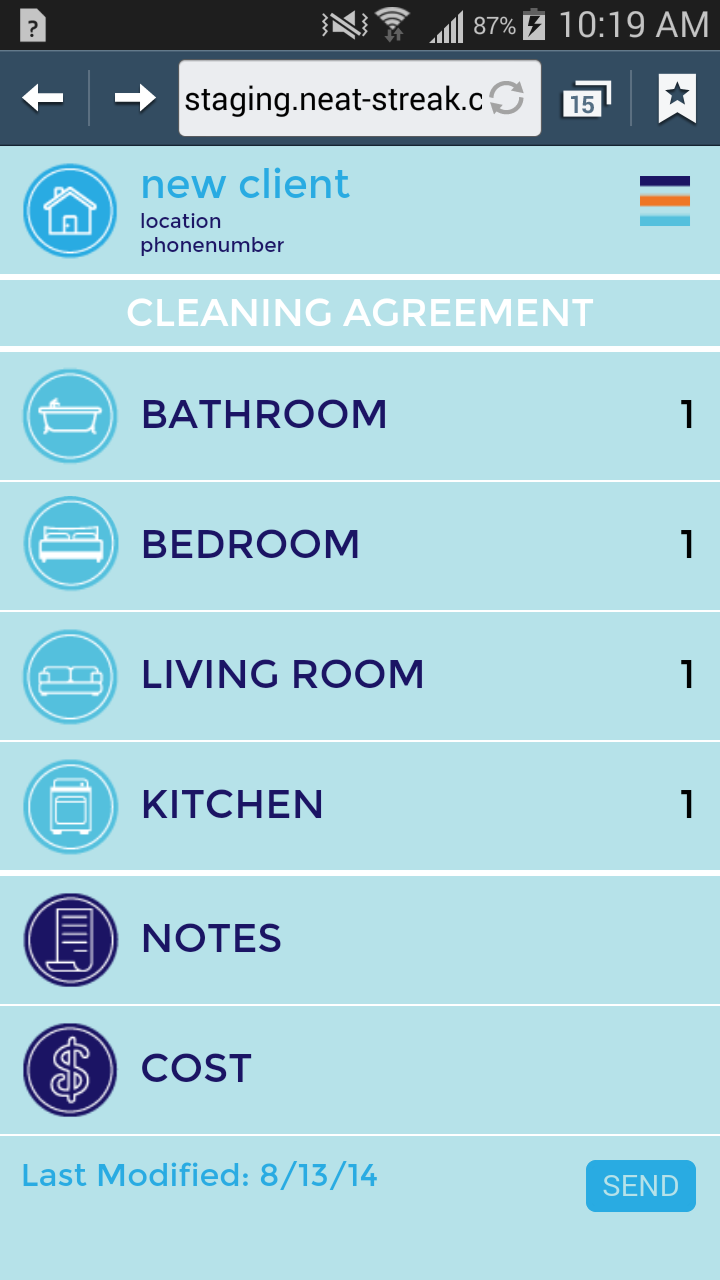 87% 10:19 AM
staging.neat-streak.c 15
new client
location
phonenumber
CLEANING AGREEMENT
BATHROOM 1
BEDROOM 1
LIVING ROOM 1
KITCHEN 1
NOTES
COST
Last Modified: 8/13/14
SEND